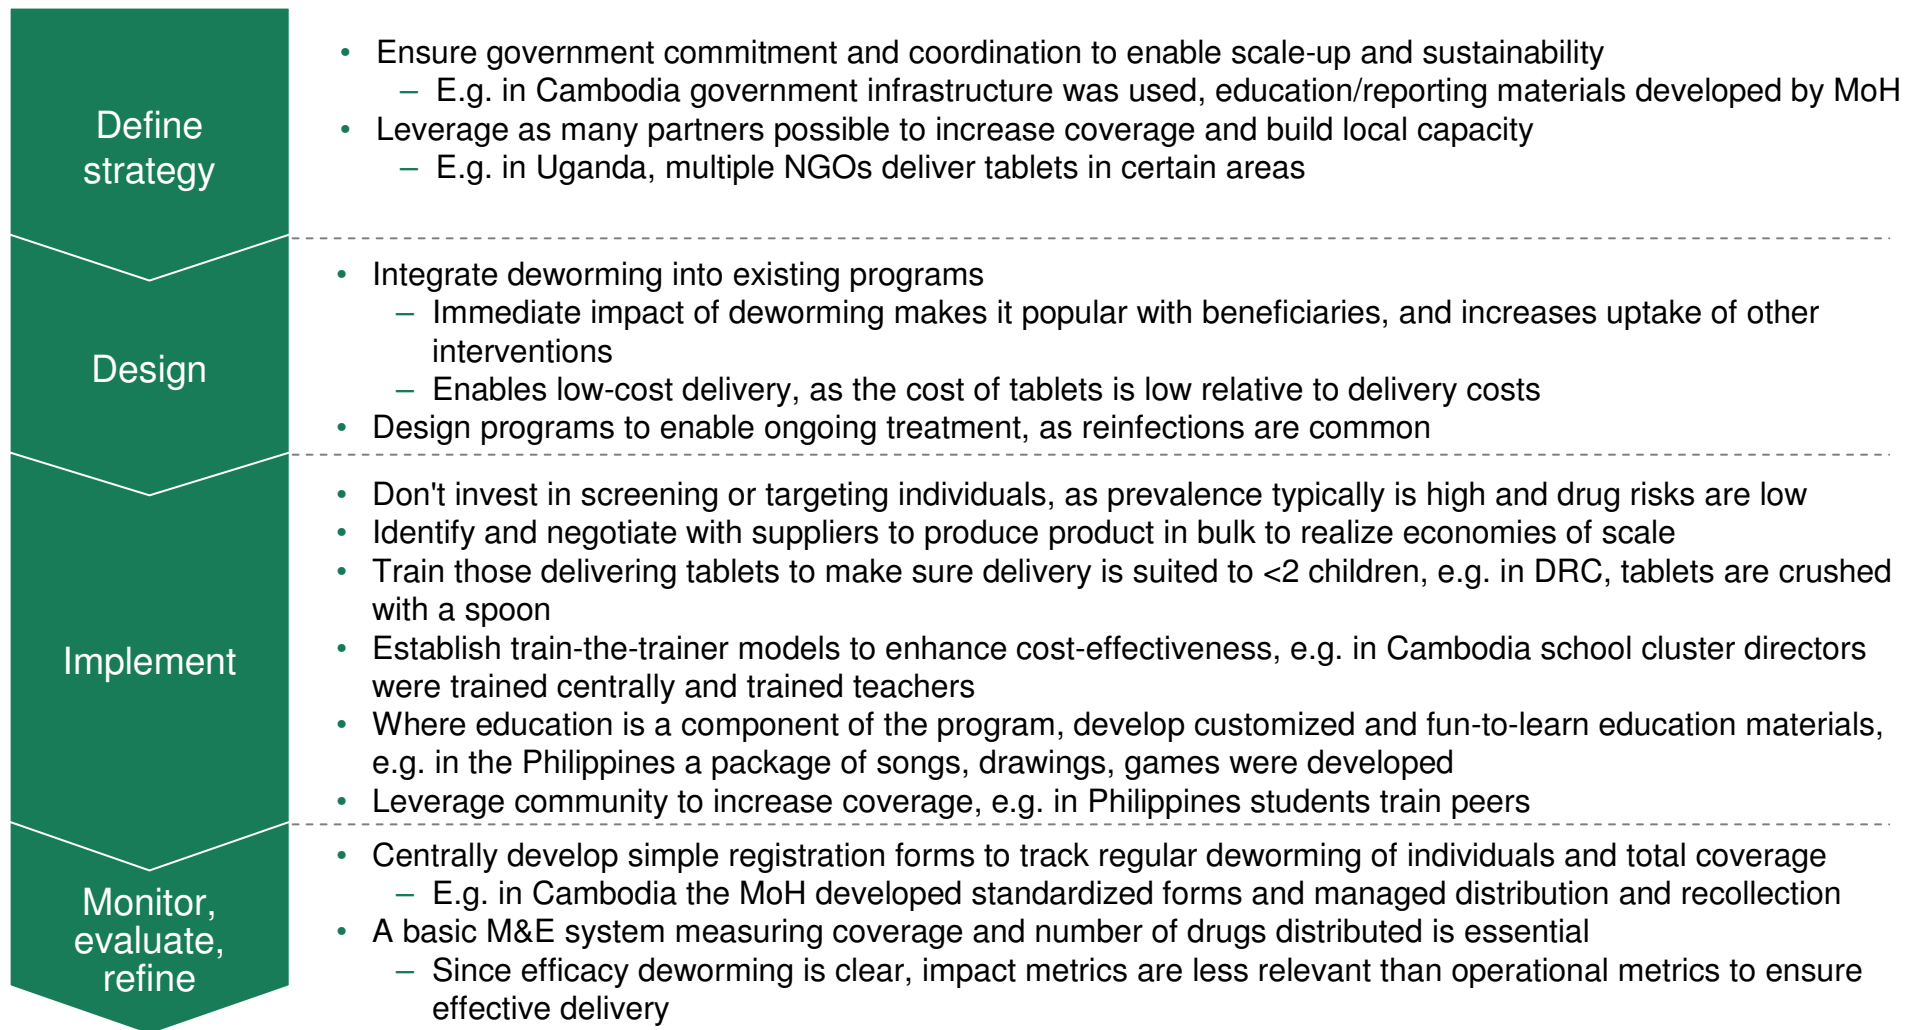 Define
strategy
• Ensure government commitment and coordination to enable scale-up and sustainability
– E.g. in Cambodia government infrastructure was used, education/reporting materials developed by MoH
• Leverage as many partners possible to increase coverage and build local capacity
– E.g. in Uganda, multiple NGOs deliver tablets in certain areas
Design
• Integrate deworming into existing programs
– Immediate impact of deworming makes it popular with beneficiaries, and increases uptake of other
interventions
– Enables low-cost delivery, as the cost of tablets is low relative to delivery costs
• Design programs to enable ongoing treatment, as reinfections are common
Implement
• Don't invest in screening or targeting individuals, as prevalence typically is high and drug risks are low
• Identify and negotiate with suppliers to produce product in bulk to realize economies of scale
• Train those delivering tablets to make sure delivery is suited to <2 children, e.g. in DRC, tablets are crushed
with a spoon
• Establish train-the-trainer models to enhance cost-effectiveness, e.g. in Cambodia school cluster directors
were trained centrally and trained teachers
• Where education is a component of the program, develop customized and fun-to-learn education materials,
e.g. in the Philippines a package of songs, drawings, games were developed
• Leverage community to increase coverage, e.g. in Philippines students train peers
Monitor,
evaluate,
refine
• Centrally develop simple registration forms to track regular deworming of individuals and total coverage
– E.g. in Cambodia the MoH developed standardized forms and managed distribution and recollection
• A basic M&E system measuring coverage and number of drugs distributed is essential
– Since efficacy deworming is clear, impact metrics are less relevant than operational metrics to ensure
effective delivery